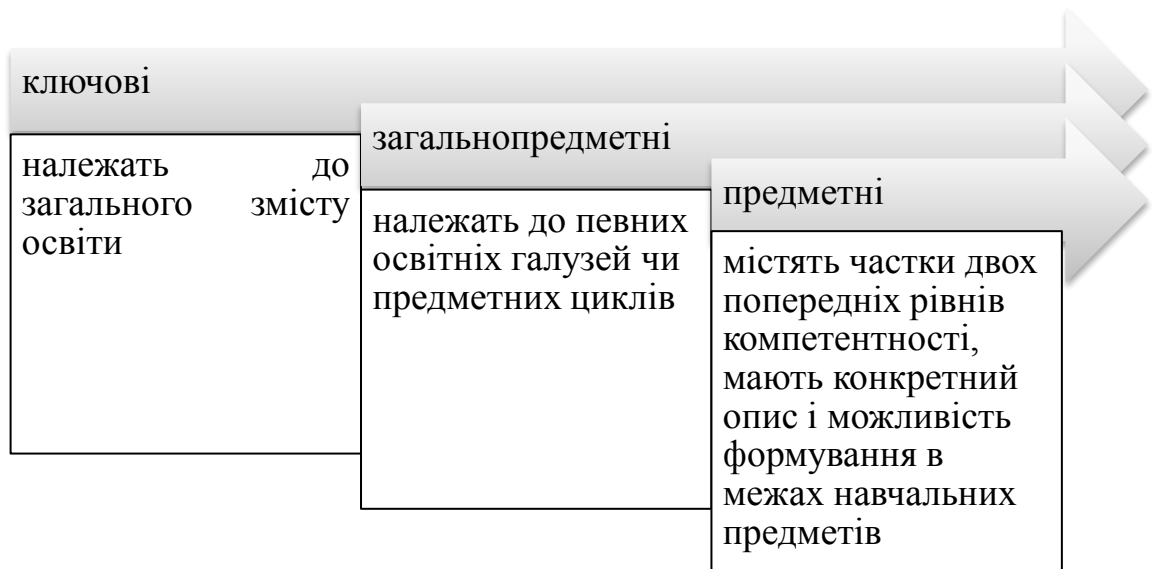 ключові
належать до
загального змісту
освіти
загальнопредметні
належать до певних
освітніх галузей чи
предметних циклів
предметні
містять частки двох
попередніх рівнів
компетентності,
мають конкретний
опис і можливість
формування в
межах навчальних
предметів